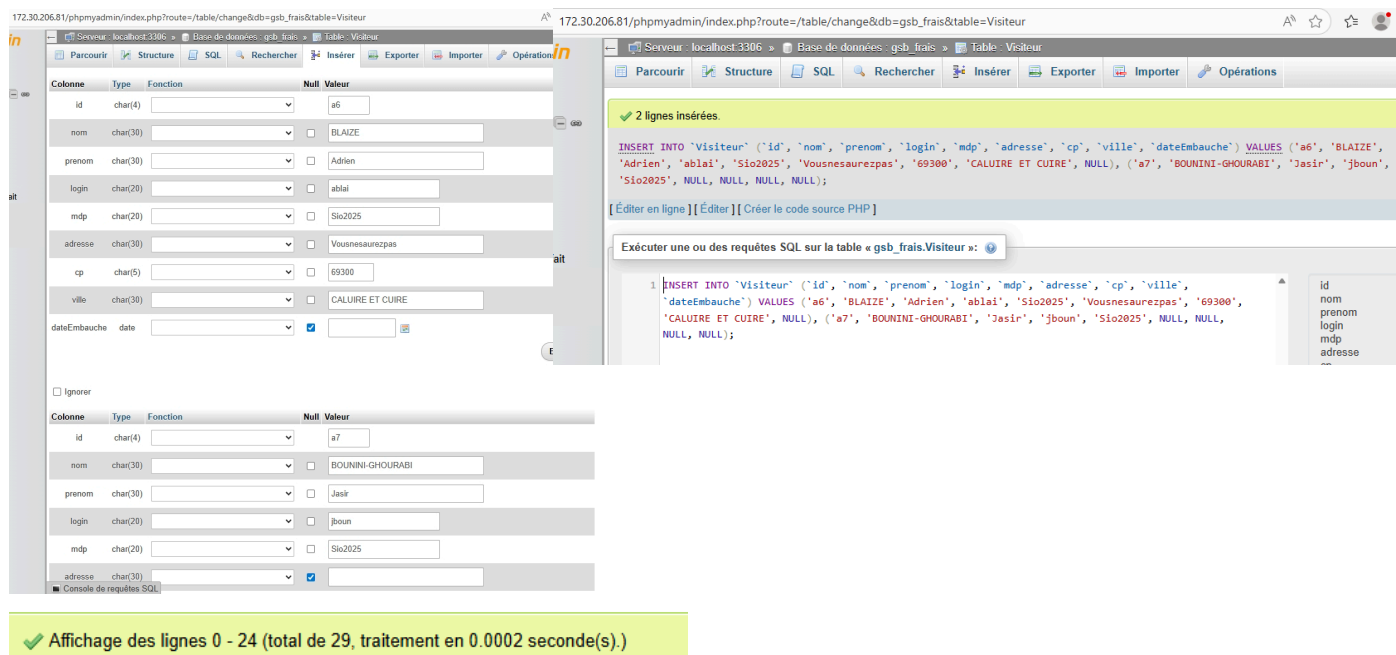 172.30.206.81/phpmyadmin/index.php?route=/table/change&db=gsb_frais&table=Visiteur
in
Serveur : localhost:3306 » Base de données : gsb_frais » Table : Visiteur
Parcourir Structure SQL Rechercher Insérer Exporter Importer Opération
Colonne Type Fonction Null Valeur
id char(4) a6
nom char(30) BLAIZE
prenom char(30) Adrien
login char(20) ablai
ait
mdp char(20) Sio2025
adresse char(30) Vousnesaurezpas
cp char(5) 69300
ville char(30) CALUIRE ET CUIRE
dateEmbauche date
E
Ignorer
Colonne Type Fonction Null Valeur
id char(4) a7
nom char(30) BOUNINI-GHOURABI
prenom char(30) Jasir
login char(20) jboun
mdp char(20) Sio2025
adresse char(30)
Console de requêtes SQL
172.30.206.81/phpmyadmin/index.php?route=/table/change&db=gsb_frais&table=Visiteur
in
Serveur : localhost:3306 » Base de données : gsb_frais » Table : Visiteur
Parcourir Structure SQL Rechercher Insérer Exporter Importer Opérations
2 lignes insérées.
INSERT INTO `Visiteur` (`id`, `nom`, `prenom`, `login`, `mdp`, `adresse`, `cp`, `ville`, `dateEmbauche`) VALUES ('a6', 'BLAIZE',
'Adrien', 'ablai', 'Sio2025', 'Vousnesaurezpas', '69300', 'CALUIRE ET CUIRE', NULL), ('a7', 'BOUNINI-GHOURABI', 'Jasir', 'jboun',
'Sio2025', NULL, NULL, NULL, NULL);
[ Éditer en ligne ] [ Éditer ] [ Créer le code source PHP ]
Exécuter une ou des requêtes SQL sur la table « gsb_frais.Visiteur »:
ait
1 INSERT INTO `Visiteur` (`id`, `nom`, `prenom`, `login`, `mdp`, `adresse`, `cp`, `ville`,
`dateEmbauche`) VALUES ('a6', 'BLAIZE', 'Adrien', 'ablai', 'Sio2025', 'Vousnesaurezpas', '69300',
'CALUIRE ET CUIRE', NULL), ('a7', 'BOUNINI-GHOURABI', 'Jasir', 'jboun', 'Sio2025', NULL, NULL,
NULL, NULL);
id
nom
prenom
login
mdp
adresse
Affichage des lignes 0 - 24 (total de 29, traitement en 0.0002 seconde(s).)